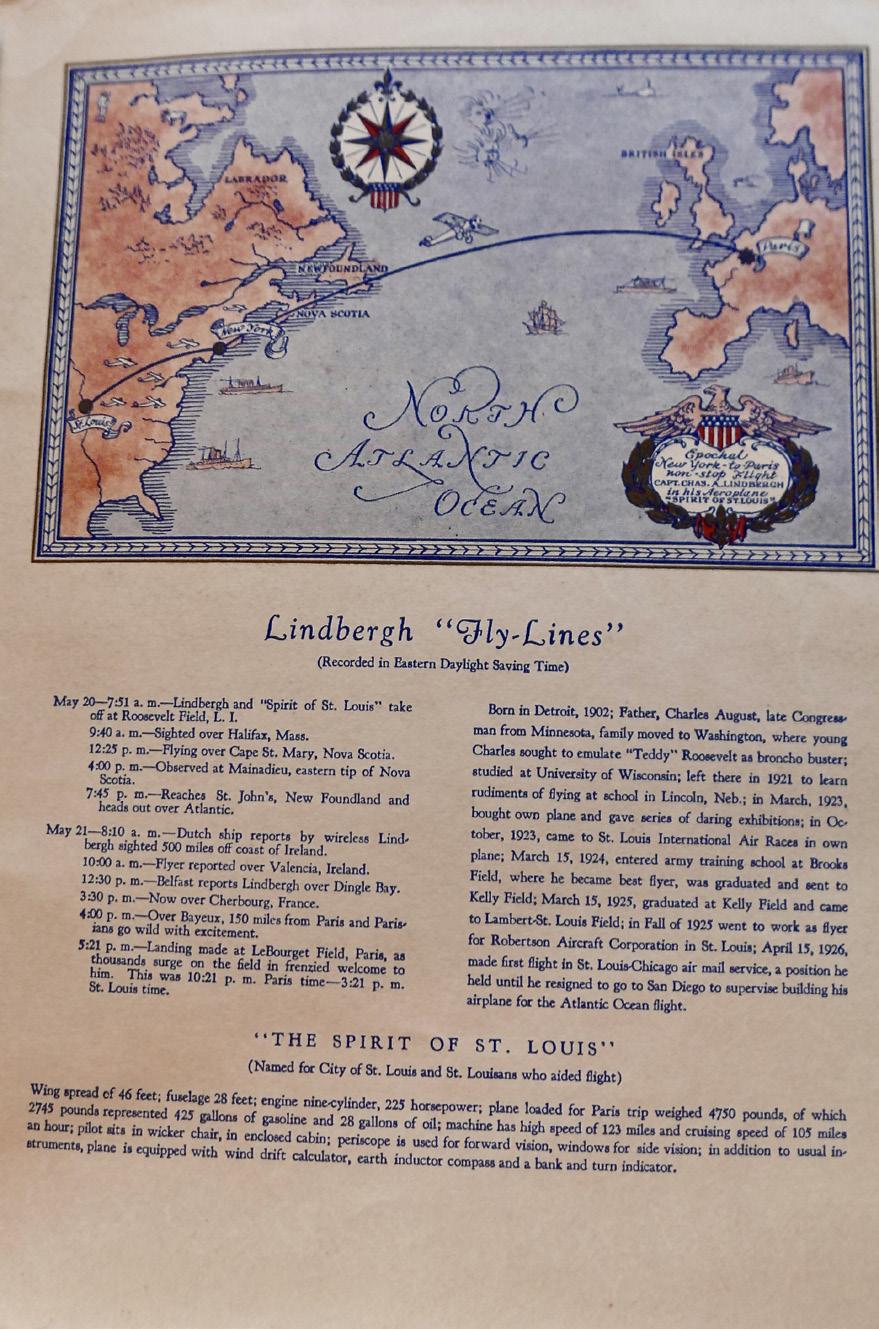 LABRADOR
BRITISH ISLES
Paris
NEWFOUNDLAND
NOVA SCOTIA
New York
St. Louis
NORTH
ATLANTIC
OCEAN
Epochal
New York-to-Paris
non-stop Flight
CAPT. CHAS. A. LINDBERGH
in his Aeroplane
"SPIRIT OF ST. LOUIS"
Lindbergh "Fly-Lines"
(Recorded in Eastern Daylight Saving Time)
May 20—7:51 a. m.—Lindbergh and "Spirit of St. Louis" take
off at Roosevelt Field, L. I.
9:40 a. m.—Sighted over Halifax, Mass.
12:25 p. m.—Flying over Cape St. Mary, Nova Scotia.
4:00 p. m.—Observed at Mainadieu, eastern tip of Nova
Scotia.
7:45 p. m.—Reaches St. John's, New Foundland and
heads out over Atlantic.
May 21—8:10 a. m.—Dutch ship reports by wireless Lind-
bergh sighted 500 miles off coast of Ireland.
10:00 a. m.—Flyer reported over Valencia, Ireland.
12:30 p. m.—Belfast reports Lindbergh over Dingle Bay.
3:30 p. m.—Now over Cherbourg, France.
4:00 p. m.—Over Bayeux, 150 miles from Paris and Paris-
ians go wild with excitement.
5:21 p. m.—Landing made at LeBourget Field, Paris, as
thousands surge on the field in frenzied welcome to
him. This was 10:21 p. m. Paris time—3:21 p. m.
St. Louis time.
Born in Detroit, 1902; Father, Charles August, late Congress-
man from Minnesota, family moved to Washington, where young
Charles sought to emulate "Teddy" Roosevelt as broncho buster;
studied at University of Wisconsin; left there in 1921 to learn
rudiments of flying at school in Lincoln, Neb.; in March, 1923,
bought own plane and gave series of daring exhibitions; in Oc-
tober, 1923, came to St. Louis International Air Races in own
plane; March 15, 1924, entered army training school at Brooks
Field, where he became best flyer, was graduated and sent to
Kelly Field; March 15, 1925, graduated at Kelly Field and came
to Lambert-St. Louis Field; in Fall of 1925 went to work as flyer
for Robertson Aircraft Corporation in St. Louis; April 15, 1926,
made first flight in St. Louis-Chicago air mail service, a position he
held until he resigned to go to San Diego to supervise building his
airplane for the Atlantic Ocean flight.
"THE SPIRIT OF ST. LOUIS"
(Named for City of St. Louis and St. Louisans who aided flight)
Wing spread of 46 feet; fuselage 28 feet; engine nine-cylinder, 225 horsepower; plane loaded for Paris trip weighed 4750 pounds, of which
2745 pounds represented 425 gallons of gasoline and 28 gallons of oil; machine has high speed of 123 miles and cruising speed of 105 miles
an hour; pilot sits in wicker chair, in enclosed cabin; periscope is used for forward vision, windows for side vision; in addition to usual in-
struments, plane is equipped with wind drift calculator, earth inductor compass and a bank and turn indicator.